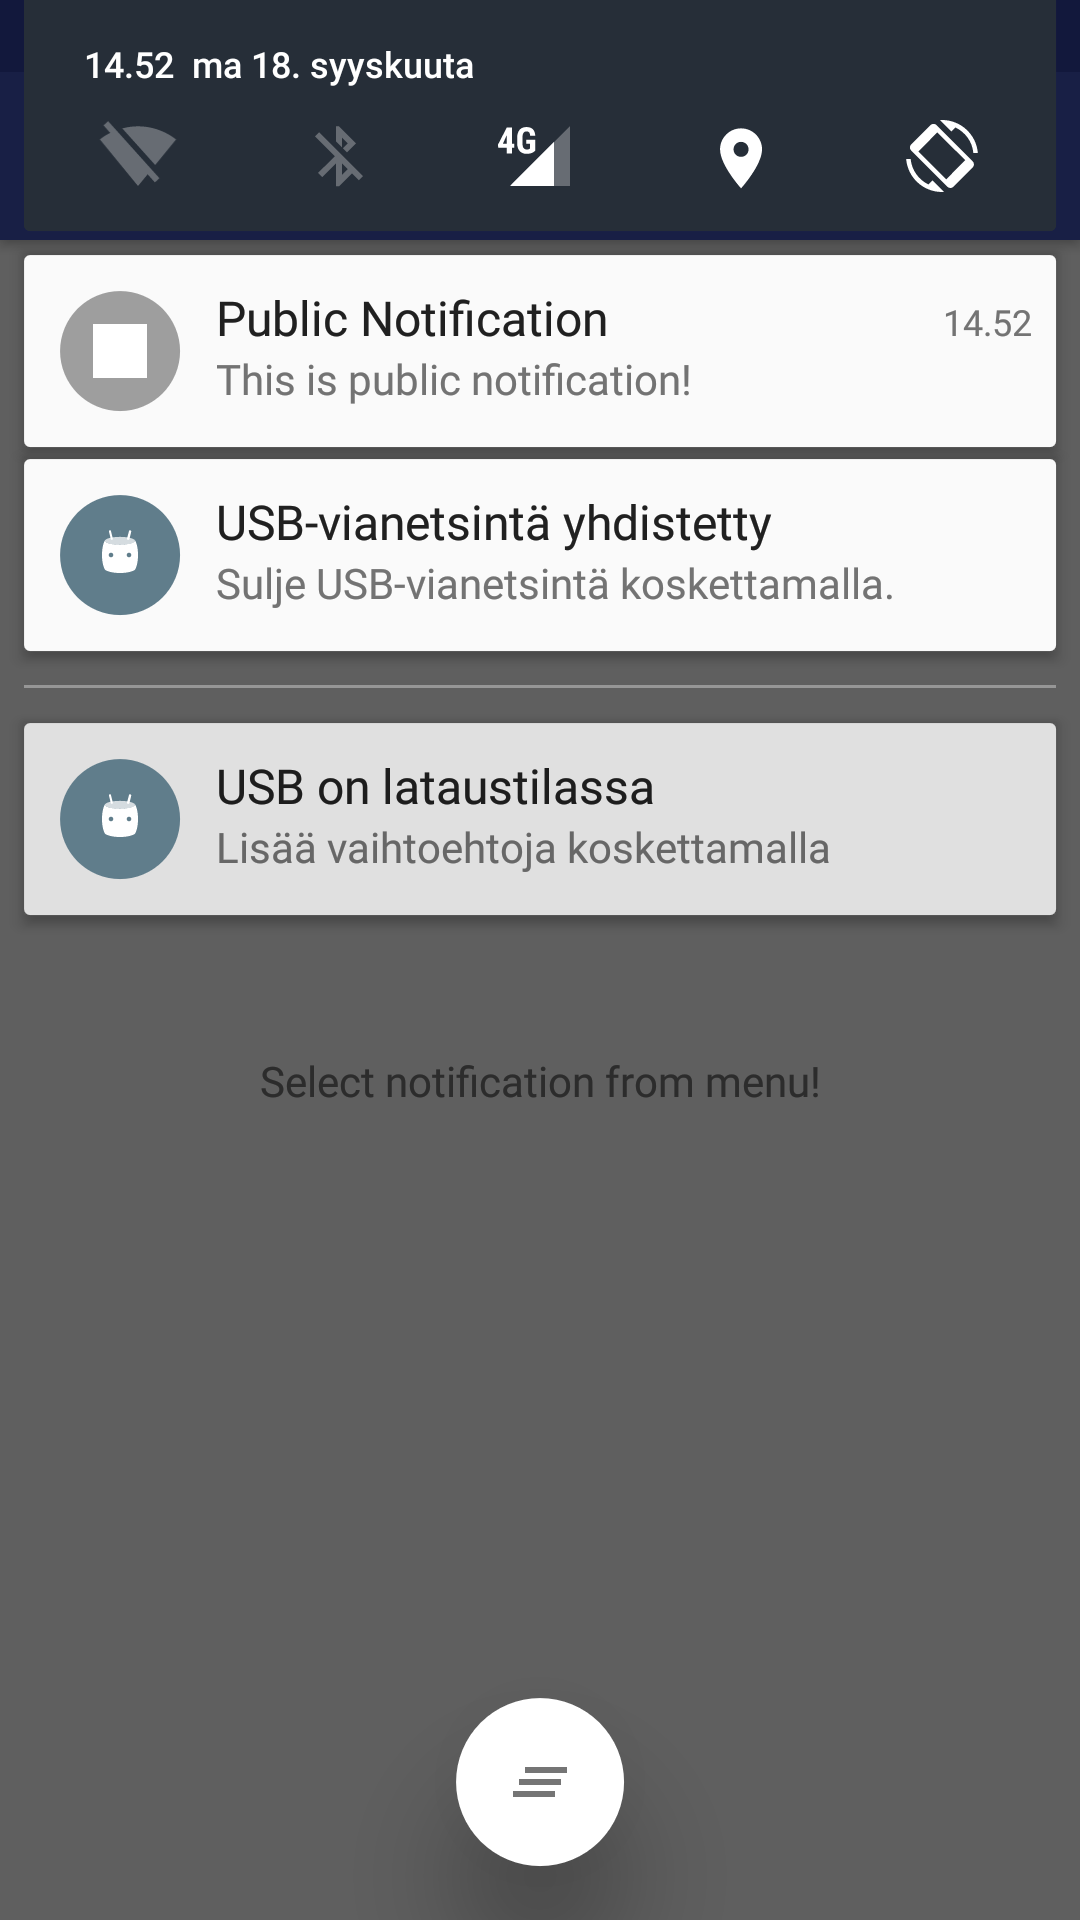 14.52 ma 18. syyskuuta
4G
Public Notification 14.52
This is public notification!
USB-vianetsintä yhdistetty
Sulje USB-vianetsintä koskettamalla.
USB on lataustilassa
Lisää vaihtoehtoja koskettamalla
Select notification from menu!